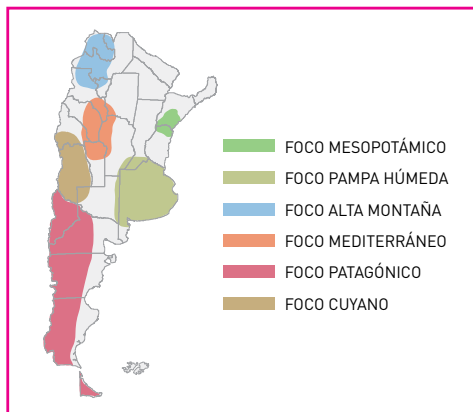 FOCO MESOPOTÁMICO
FOCO PAMPA HÚMEDA
FOCO ALTA MONTAÑA
FOCO MEDITERRÁNEO
FOCO PATAGÓNICO
FOCO CUYANO